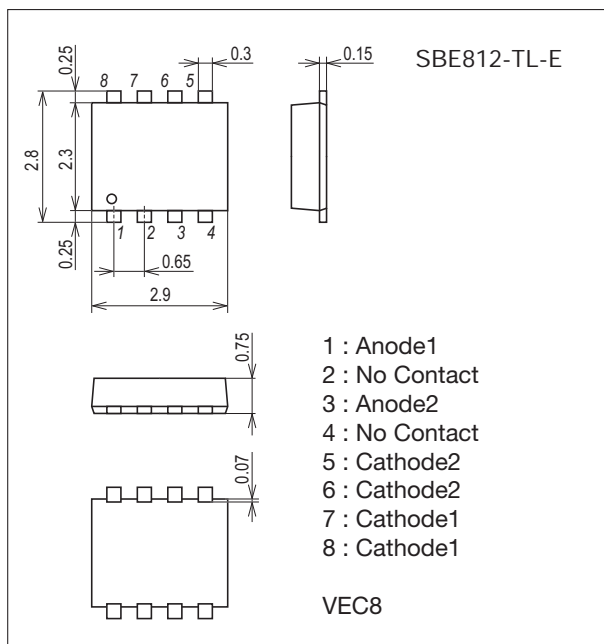 SBE812-TL-E
0.25
0.3
0.15
8 7 6 5
2.8
2.3
0.25
1 2 3 4
0.65
2.9
0.75
0.07
1 : Anode1
2 : No Contact
3 : Anode2
4 : No Contact
5 : Cathode2
6 : Cathode2
7 : Cathode1
8 : Cathode1
VEC8